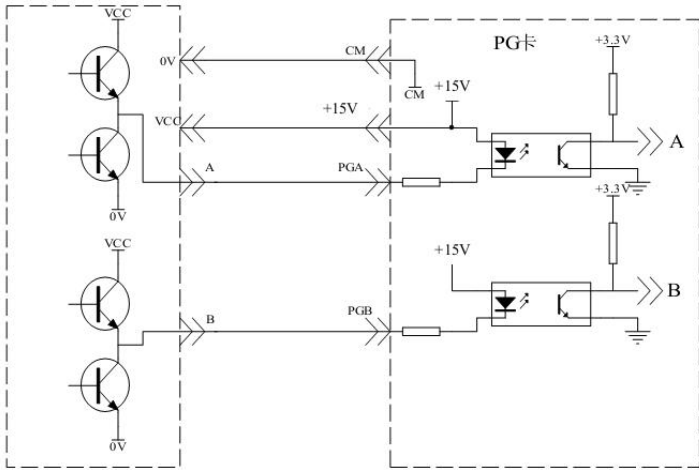 VCC
CM
0V
PG卡
+3.3V
CM
+15V
+15V
VCC
A
A
PGA
0V
+3.3V
VCC
+15V
B
B
PGB
0V